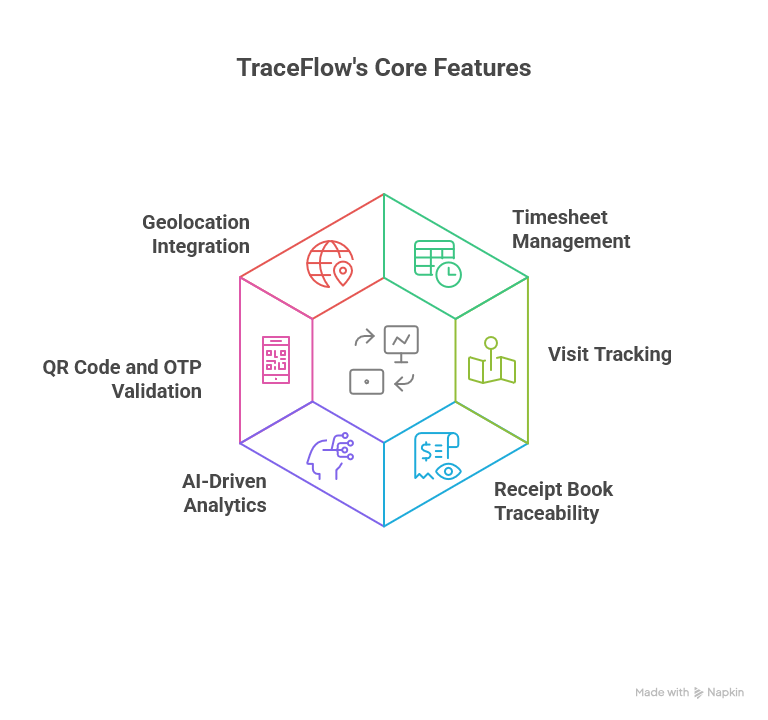 TraceFlow's Core Features
Geolocation
Integration
Timesheet
Management
Visit Tracking
QR Code and OTP
Validation
AI-Driven
Analytics
Receipt Book
Traceability
$
Made with Napkin